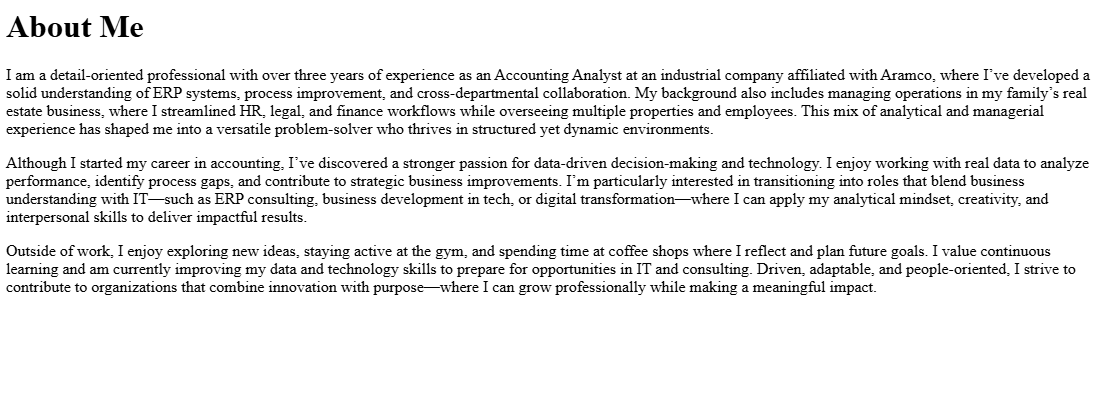 About Me
I am a detail-oriented professional with over three years of experience as an Accounting Analyst at an industrial company affiliated with Aramco, where I’ve developed a
solid understanding of ERP systems, process improvement, and cross-departmental collaboration. My background also includes managing operations in my family’s real
estate business, where I streamlined HR, legal, and finance workflows while overseeing multiple properties and employees. This mix of analytical and managerial
experience has shaped me into a versatile problem-solver who thrives in structured yet dynamic environments.
Although I started my career in accounting, I’ve discovered a stronger passion for data-driven decision-making and technology. I enjoy working with real data to analyze
performance, identify process gaps, and contribute to strategic business improvements. I’m particularly interested in transitioning into roles that blend business
understanding with IT—such as ERP consulting, business development in tech, or digital transformation—where I can apply my analytical mindset, creativity, and
interpersonal skills to deliver impactful results.
Outside of work, I enjoy exploring new ideas, staying active at the gym, and spending time at coffee shops where I reflect and plan future goals. I value continuous
learning and am currently improving my data and technology skills to prepare for opportunities in IT and consulting. Driven, adaptable, and people-oriented, I strive to
contribute to organizations that combine innovation with purpose—where I can grow professionally while making a meaningful impact.